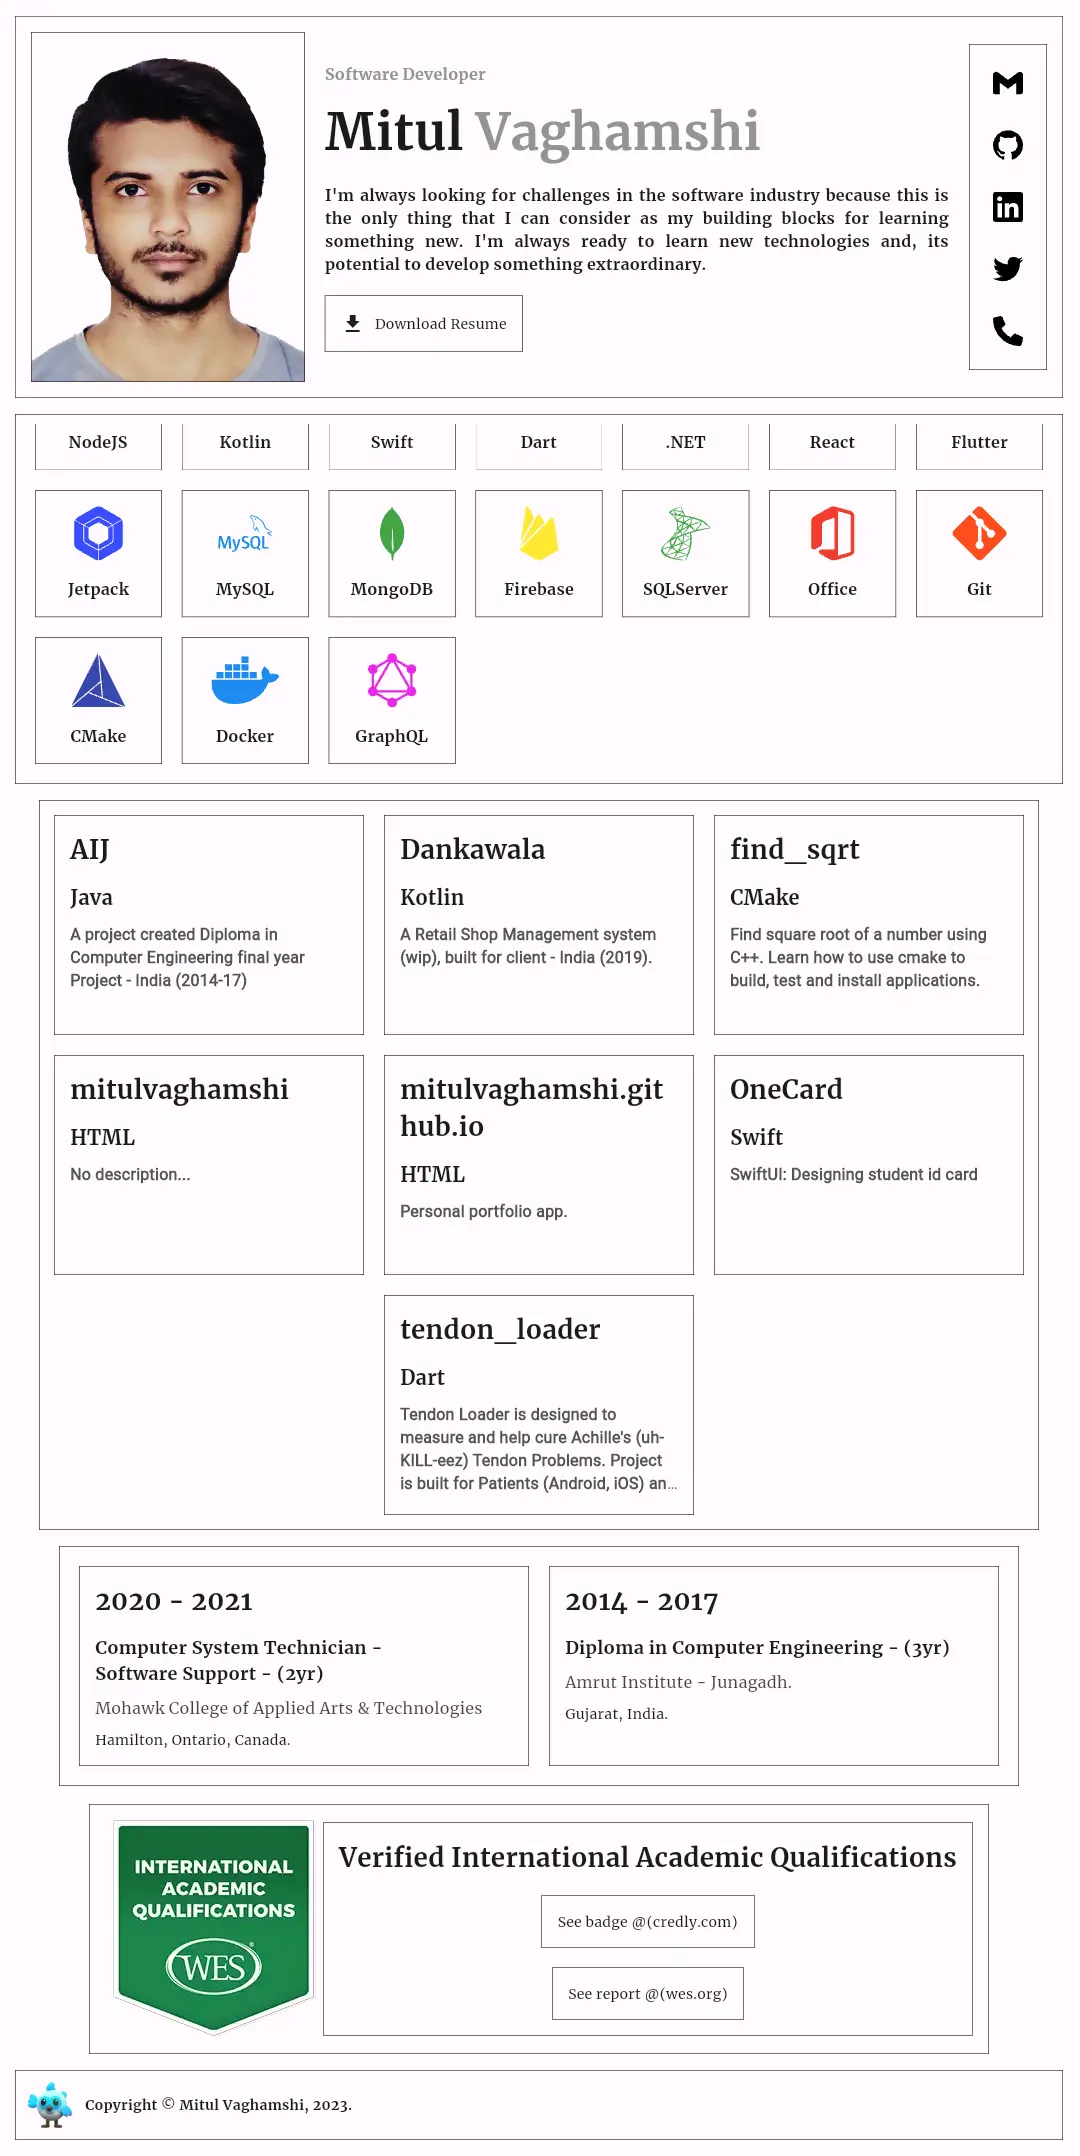 Software Developer
Mitul Vaghamshi
I'm always looking for challenges in the software industry because this is
the only thing that I can consider as my building blocks for learning
something new. I'm always ready to learn new technologies and, its
potential to develop something extraordinary.
Download Resume
NodeJS
Kotlin
Swift
Dart
.NET
React
Flutter
MySQL
Jetpack
MySQL
MongoDB
Firebase
SQLServer
Office
Git
CMake
Docker
GraphQL
AIJ
Java
A project created Diploma in
Computer Engineering final year
Project - India (2014-17)
Dankawala
Kotlin
A Retail Shop Management system
(wip), built for client - India (2019).
find_sqrt
CMake
Find square root of a number using
C++. Learn how to use cmake to
build, test and install applications.
mitulvaghamshi
HTML
No description...
mitulvaghamshi.git
hub.io
HTML
Personal portfolio app.
OneCard
Swift
SwiftUI: Designing student id card
tendon_loader
Dart
Tendon Loader is designed to
measure and help cure Achille's (uh-
KILL-eez) Tendon Problems. Project
is built for Patients (Android, iOS) an...
2020 - 2021
Computer System Technician -
Software Support - (2yr)
Mohawk College of Applied Arts & Technologies
Hamilton, Ontario, Canada.
2014 - 2017
Diploma in Computer Engineering - (3yr)
Amrut Institute - Junagadh.
Gujarat, India.
INTERNATIONAL
ACADEMIC
QUALIFICATIONS
WES
Verified International Academic Qualifications
See badge @(credly.com)
See report @(wes.org)
Copyright © Mitul Vaghamshi, 2023.